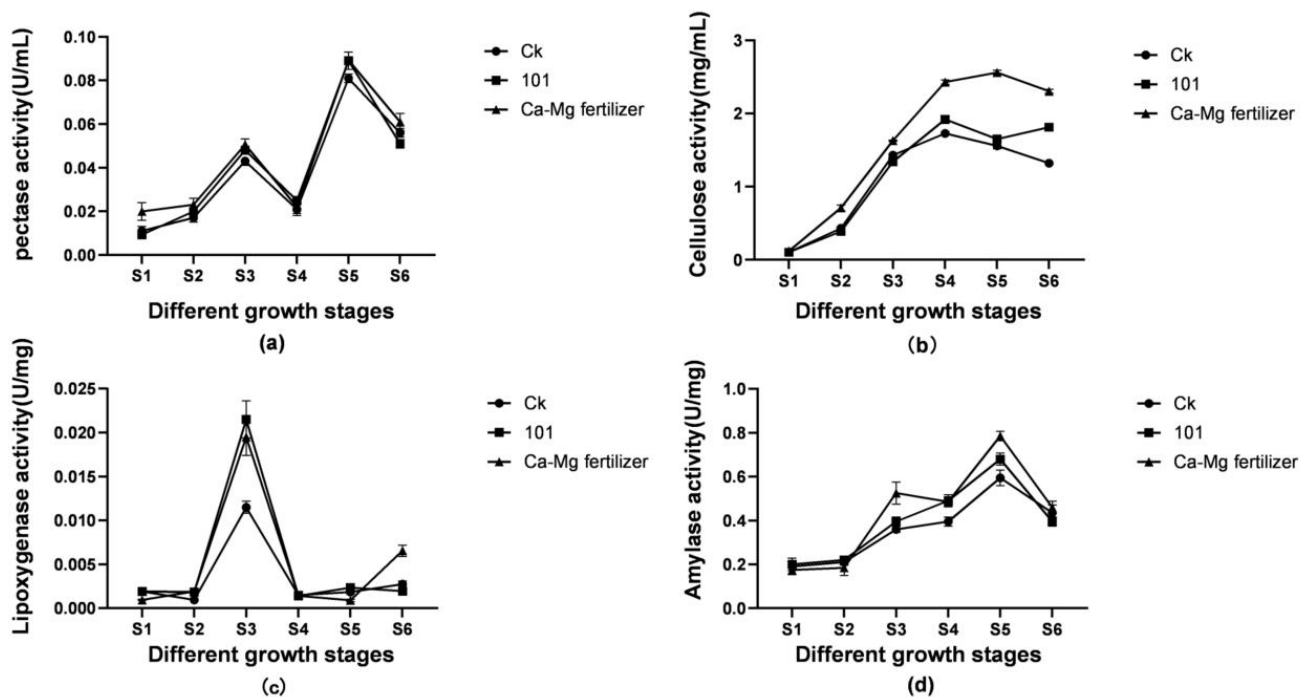 pectase activity(U/mL)
0.10
0.08
0.06
0.04
0.02
0.00
S1 S2 S3 S4 S5 S6
Different growth stages
(a)
Ck
101
Ca-Mg fertilizer
Cellulose activity(mg/mL)
3
2
1
0
S1 S2 S3 S4 S5 S6
Different growth stages
(b)
Ck
101
Ca-Mg fertilizer
Lipoxygenase activity(U/mg)
0.025
0.020
0.015
0.010
0.005
0.000
S1 S2 S3 S4 S5 S6
Different growth stages
(c)
Ck
101
Ca-Mg fertilizer
Amylase activity(U/mg)
1.0
0.8
0.6
0.4
0.2
0.0
S1 S2 S3 S4 S5 S6
Different growth stages
(d)
Ck
101
Ca-Mg fertilizer